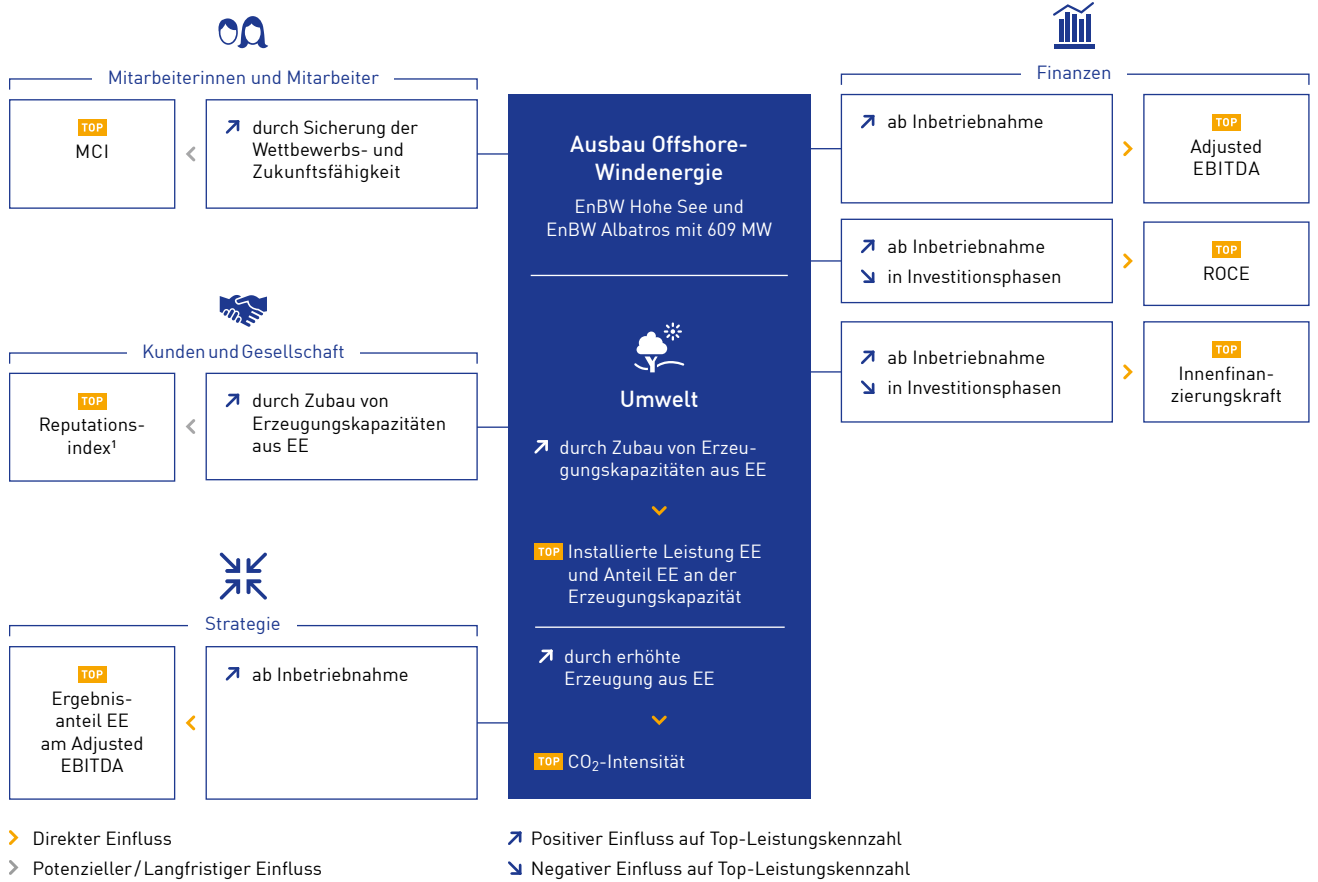 Mitarbeiterinnen und Mitarbeiter
TOP
MCI
durch Sicherung der
Wettbewerbs- und
Zukunftsfähigkeit
Kunden und Gesellschaft
TOP
Reputations-
index¹
durch Zubau von
Erzeugungskapazitäten
aus EE
Strategie
TOP
Ergebnis-
anteil EE
am Adjusted
EBITDA
ab Inbetriebnahme
Ausbau Offshore-
Windenergie
EnBW Hohe See und
EnBW Albatros mit 609 MW
Umwelt
durch Zubau von Erzeu-
gungskapazitäten aus EE
TOP Installierte Leistung EE
und Anteil EE an der
Erzeugungskapazität
durch erhöhte
Erzeugung aus EE
TOP CO₂-Intensität
Finanzen
ab Inbetriebnahme
TOP
Adjusted
EBITDA
ab Inbetriebnahme
in Investitionsphasen
TOP
ROCE
ab Inbetriebnahme
in Investitionsphasen
TOP
Innenfinan-
zierungskraft
Direkter Einfluss
Potenzieller/Langfristiger Einfluss
Positiver Einfluss auf Top-Leistungskennzahl
Negativer Einfluss auf Top-Leistungskennzahl